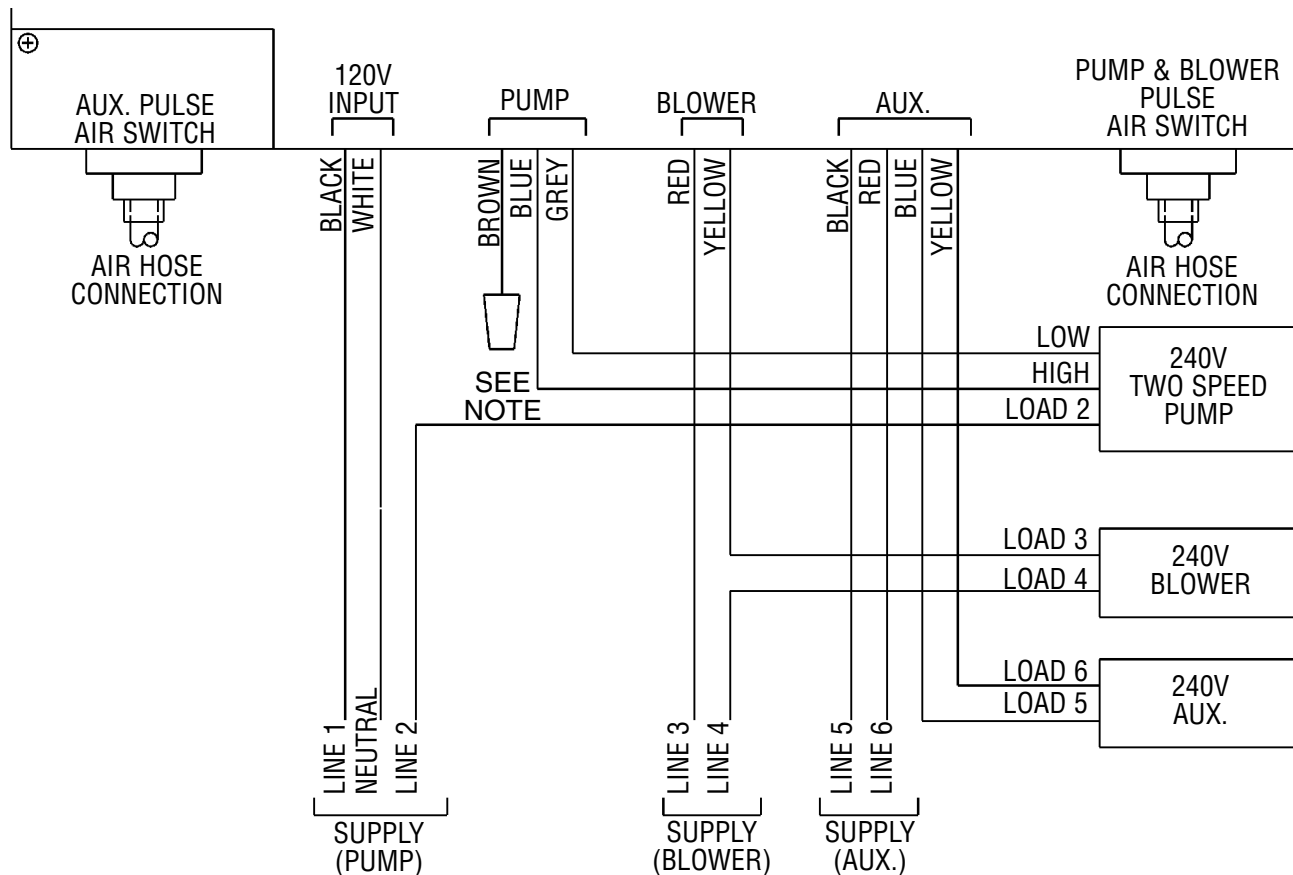 AUX. PULSE
AIR SWITCH
AIR HOSE
CONNECTION
120V
INPUT
BLACK
WHITE
PUMP
BROWN
BLUE
GREY
SEE
NOTE
BLOWER
RED
YELLOW
AUX.
BLACK
RED
BLUE
YELLOW
PUMP & BLOWER
PULSE
AIR SWITCH
AIR HOSE
CONNECTION
LOW
HIGH
LOAD 2
240V
TWO SPEED
PUMP
LOAD 3
LOAD 4
240V
BLOWER
LOAD 6
LOAD 5
240V
AUX.
LINE 1
NEUTRAL
LINE 2
SUPPLY
(PUMP)
LINE 3
LINE 4
SUPPLY
(BLOWER)
LINE 5
LINE 6
SUPPLY
(AUX.)